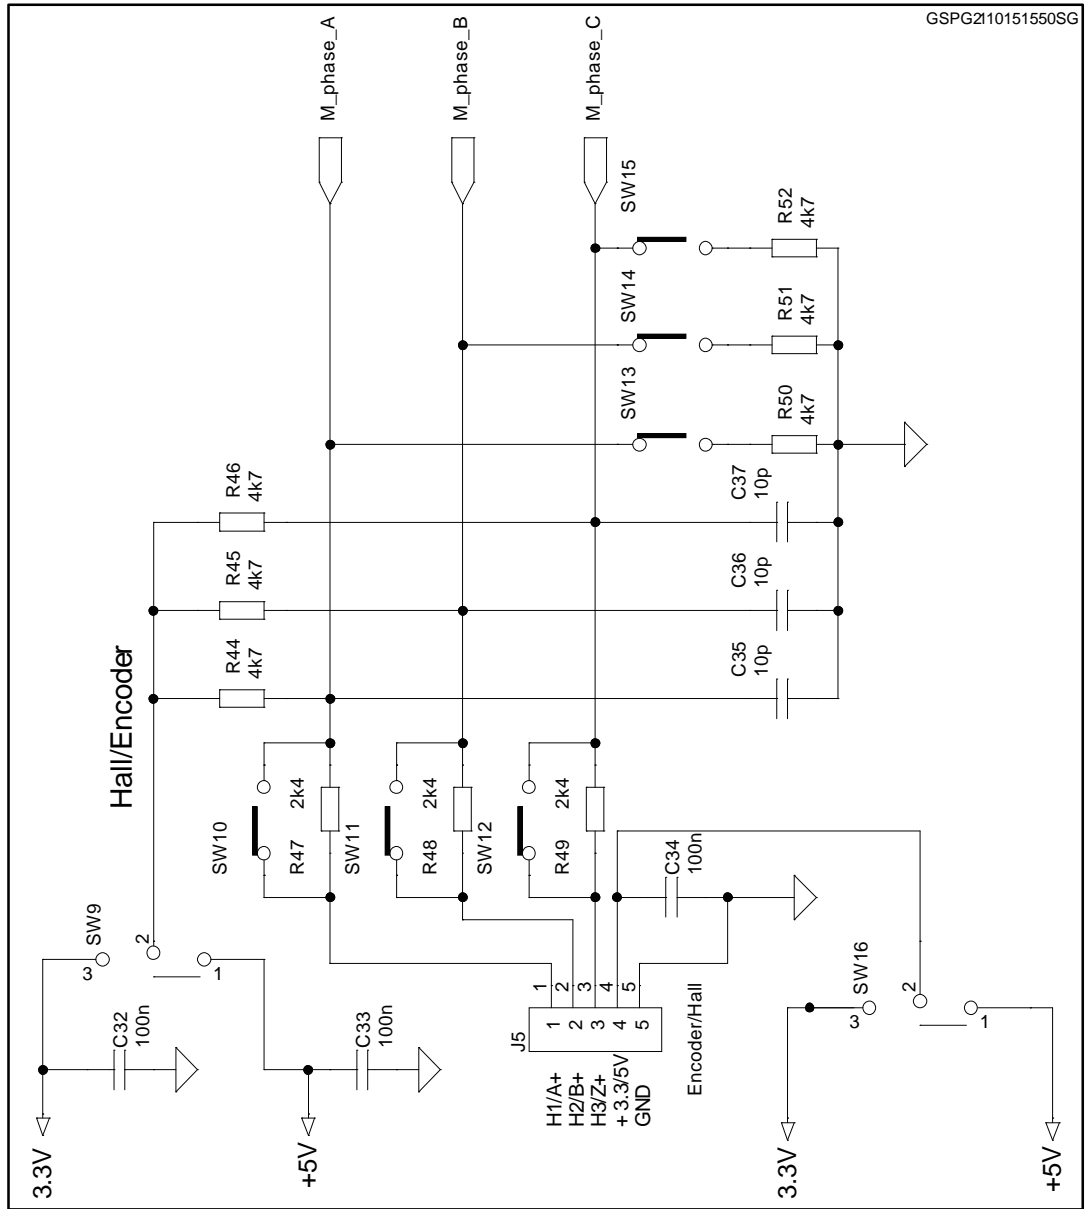 GSPG2110151550SG
M_phase_A
M_phase_B
M_phase_C
SW15
R52
4k7
SW14
R51
4k7
SW13
R50
4k7
R46
4k7
R45
4k7
R44
4k7
C37
10p
C36
10p
C35
10p
Hall/Encoder
SW10
R47
2k4
SW11
R48
2k4
SW12
R49
2k4
C34
100n
SW9
3
2
1
C32
100n
C33
100n
3.3V
+5V
J5
1
2
3
4
5
1
2
3
4
5
H1/A+
H2/B+
H3/Z+
+ 3.3/5V
GND
Encoder/Hall
SW16
3
2
1
3.3V
+5V